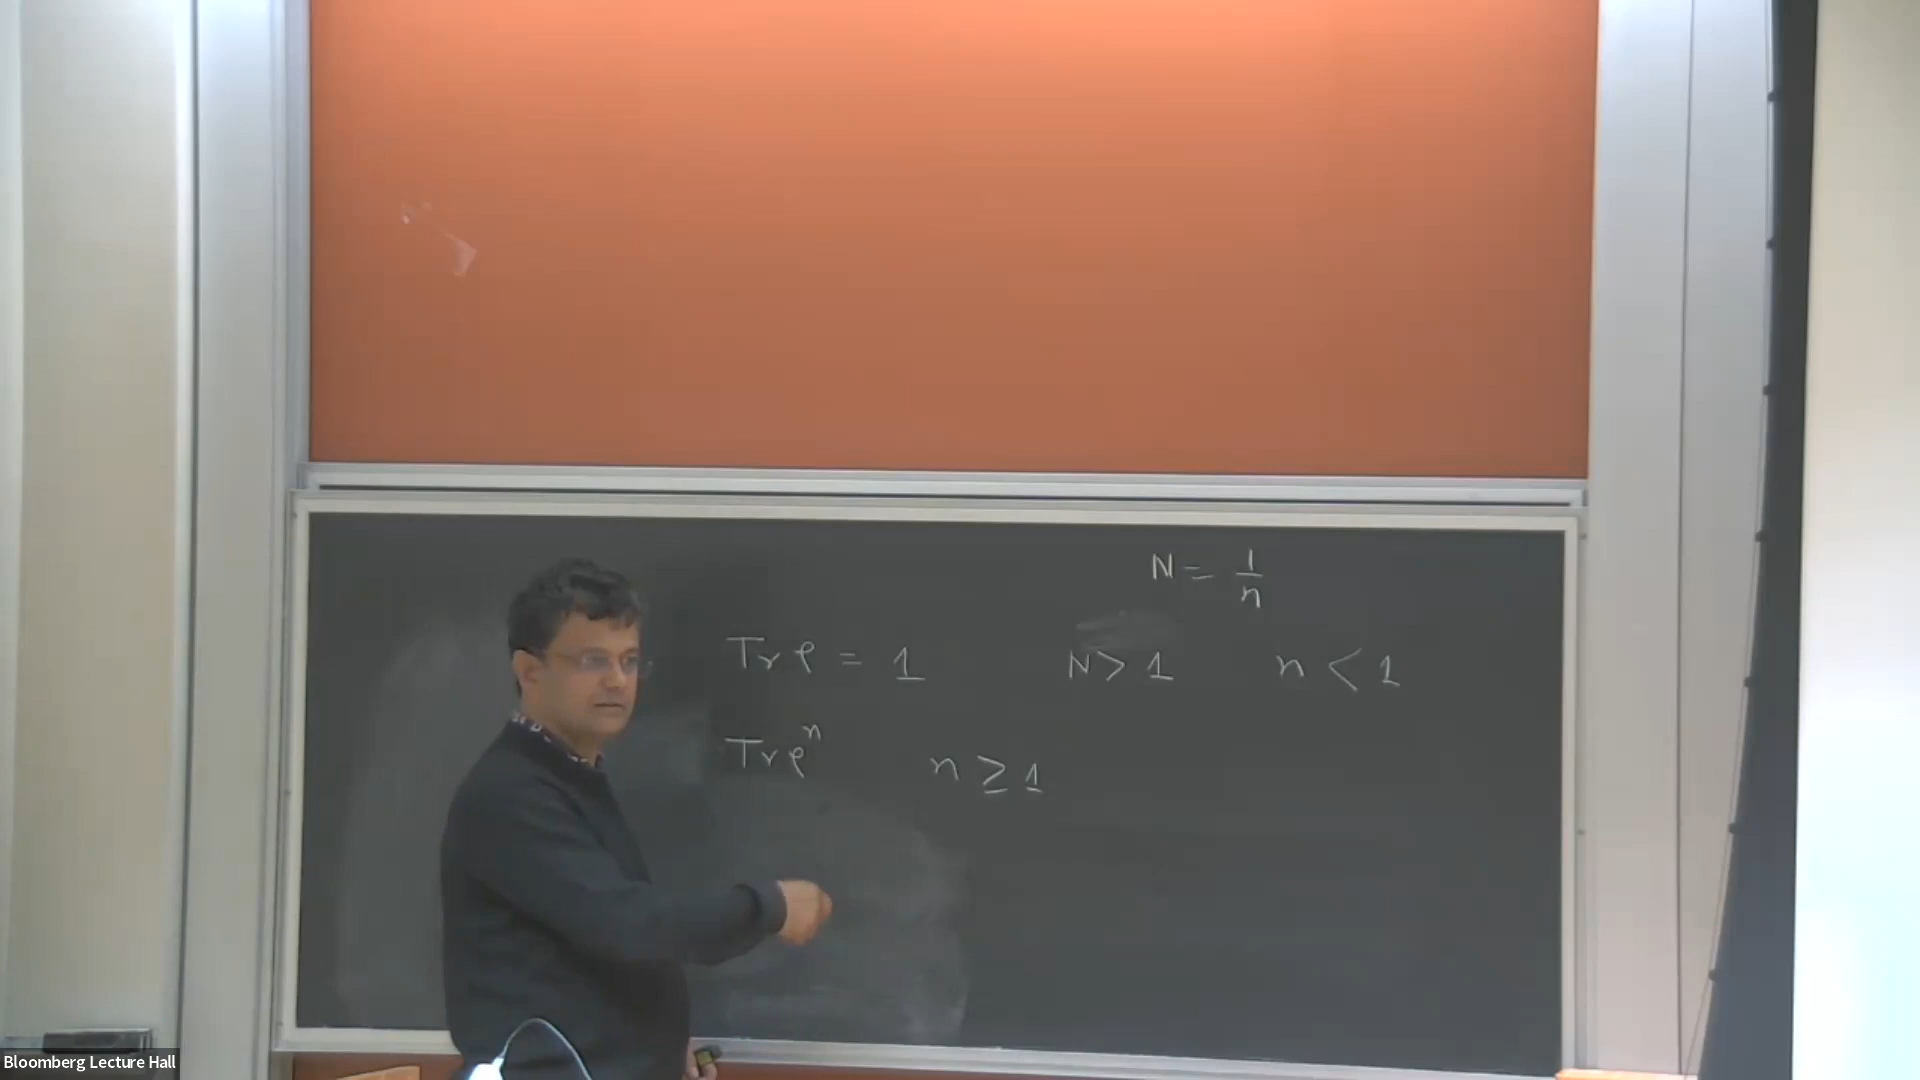 N = 1/n
Tr ρ = 1 N > 1 n < 1
Tr ρ^n n ≥ 1
Bloomberg Lecture Hall